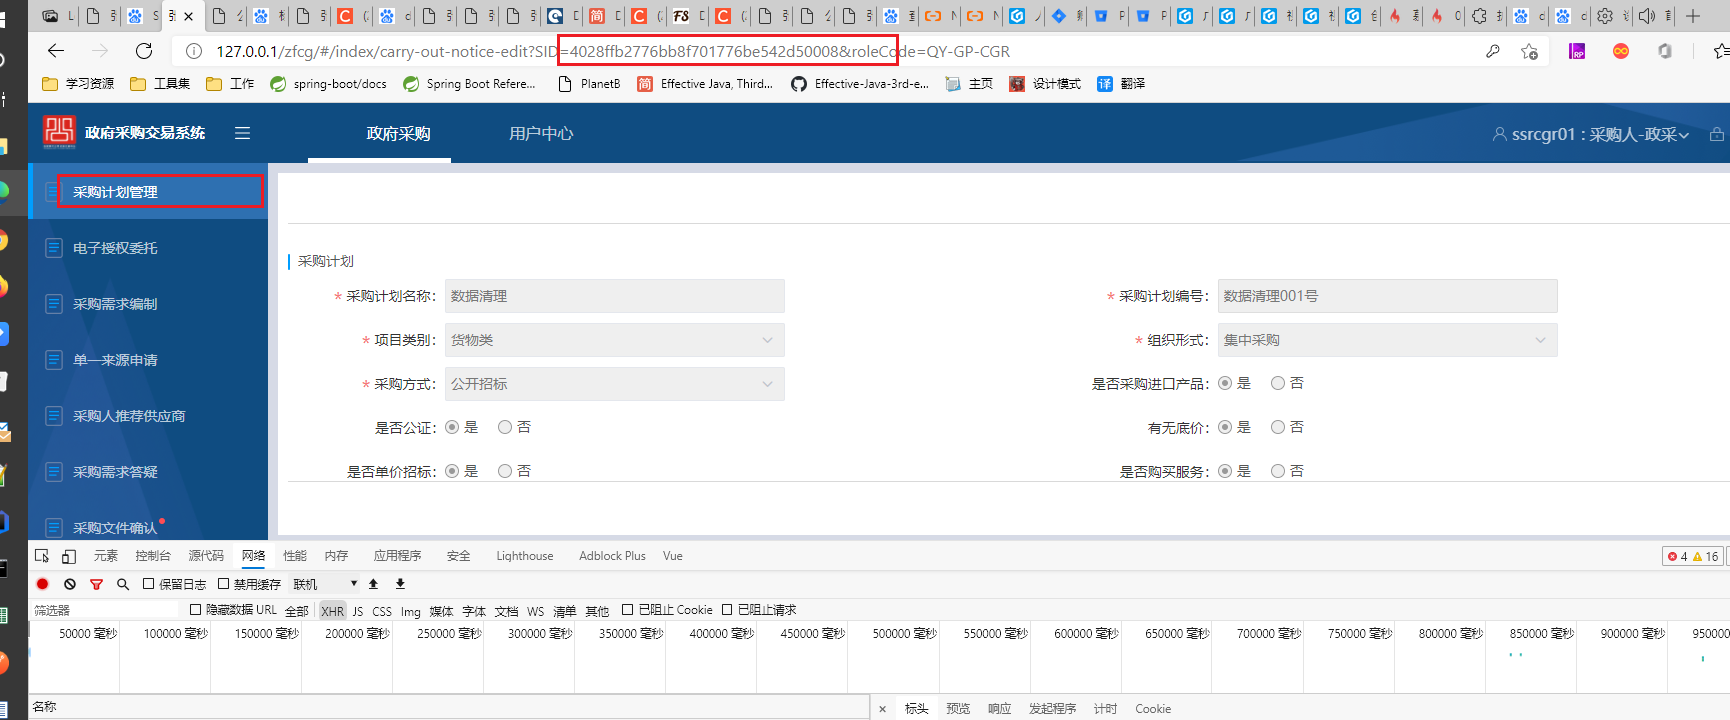 127.0.0.1/zfcg/#/index/carry-out-notice-edit?SID=4028ffb2776bb8f701776be542d50008&roleCode=QY-GP-CGR
学习资源 工具集 工作 spring-boot/docs Spring Boot Refere... PlanetB Effective Java, Third... Effective-Java-3rd-e... 主页 设计模式 翻译
政府采购交易系统 政府采购 用户中心 ssrcgr01 : 采购人-政采
采购计划管理
电子授权委托
采购需求编制
单一来源申请
采购人推荐供应商
采购需求答疑
采购文件确认
采购计划
* 采购计划名称: 数据清理 * 采购计划编号: 数据清理001号
* 项目类别: 货物类 * 组织形式: 集中采购
* 采购方式: 公开招标 是否采购进口产品: 是 否
是否公证: 是 否 有无底价: 是 否
是否单价招标: 是 否 是否购买服务: 是 否
元素 控制台 源代码 网络 性能 内存 应用程序 安全 Lighthouse Adblock Plus Vue 4 16
保留日志 禁用缓存 联机
筛选器 隐藏数据 URL 全部 XHR JS CSS Img 媒体 字体 文档 WS 清单 其他 已阻止 Cookie 已阻止请求
50000 毫秒 100000 毫秒 150000 毫秒 200000 毫秒 250000 毫秒 300000 毫秒 350000 毫秒 400000 毫秒 450000 毫秒 500000 毫秒 550000 毫秒 600000 毫秒 650000 毫秒 700000 毫秒 750000 毫秒 800000 毫秒 850000 毫秒 900000 毫秒 950000
名称 × 标头 预览 响应 发起程序 计时 Cookie